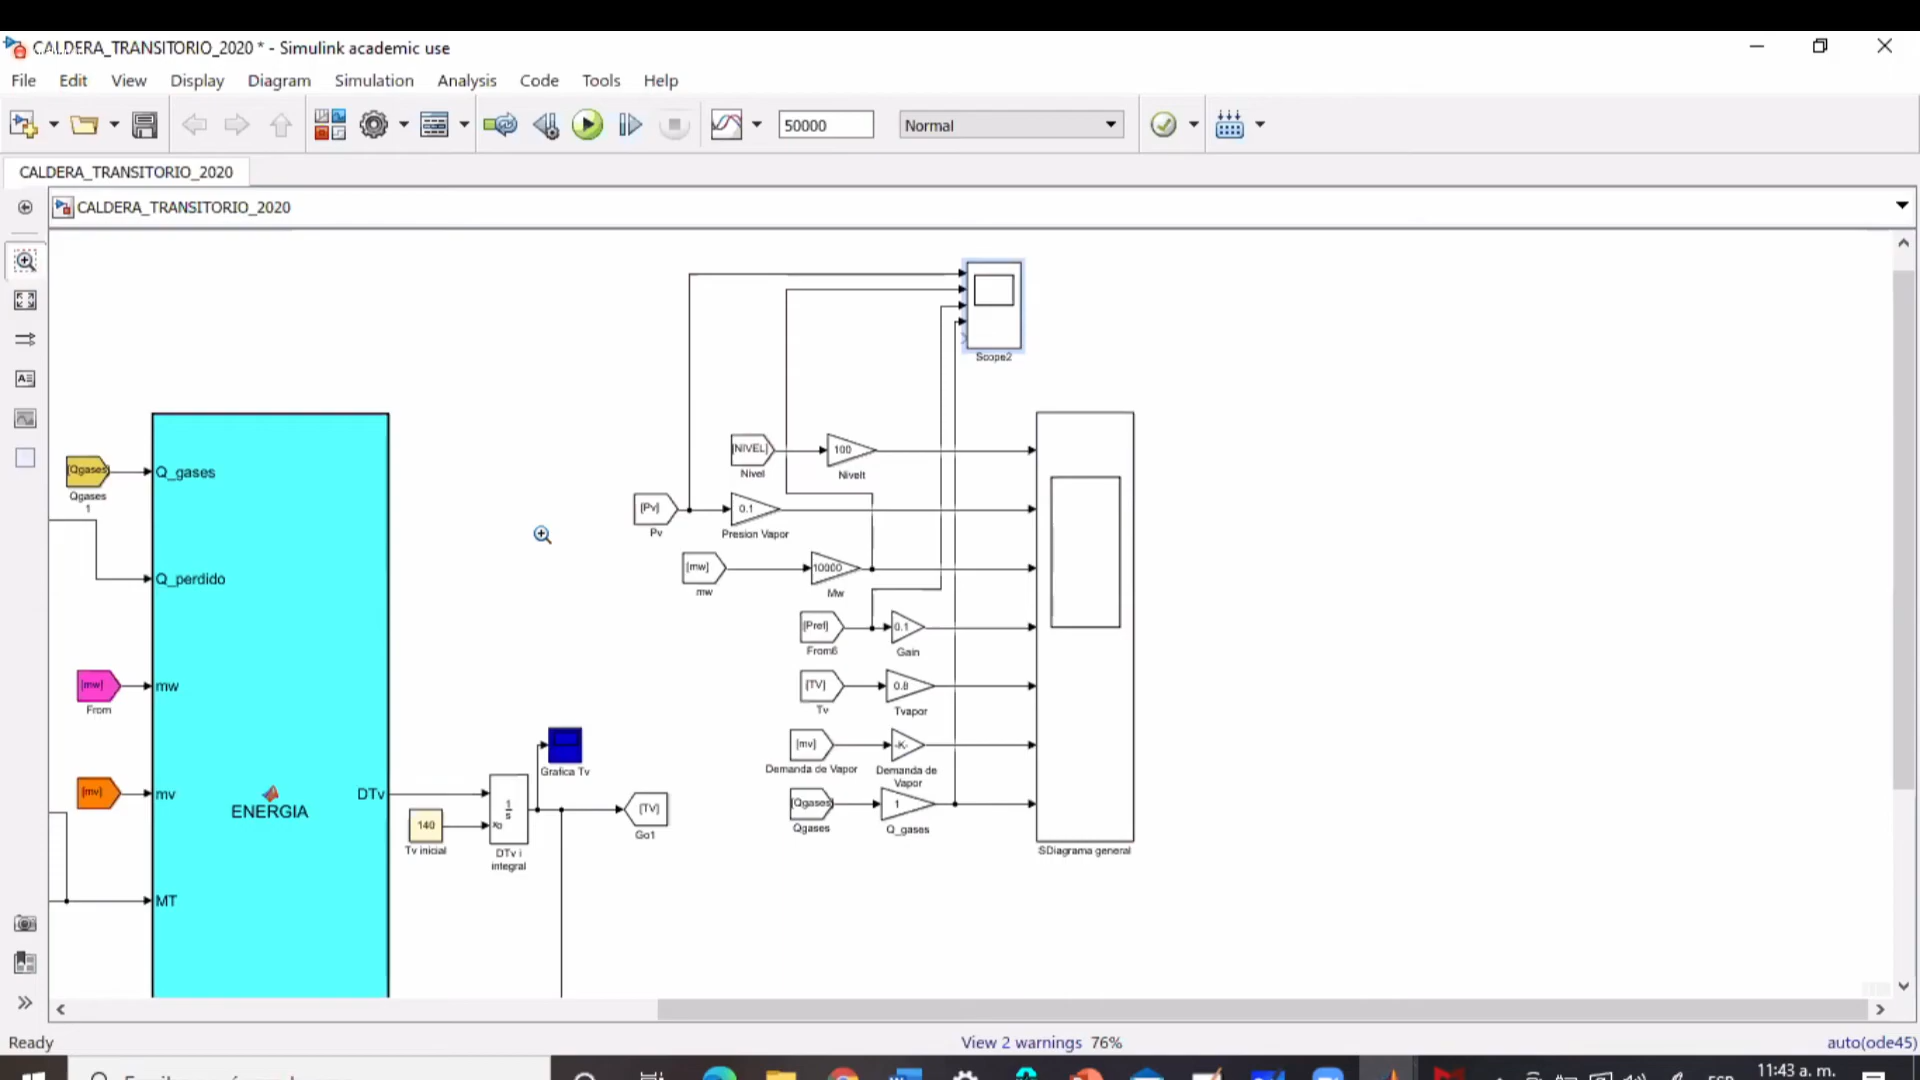 CALDERA_TRANSITORIO_2020 * - Simulink academic use
File Edit View Display Diagram Simulation Analysis Code Tools Help
50000 Normal
CALDERA_TRANSITORIO_2020
CALDERA_TRANSITORIO_2020
Scope2
[NIVEL] 100
Nivel Nivelt
[Qgases] Q_gases
Qgases
1
[Pv] 0.1
Pv Presion Vapor
Q_perdido
[mw] 10000
mw Mw
[Pref] 0.1
From6 Gain
[mw] mw
From
[TV] 0.8
Tv Tvapor
[mv] -K-
Demanda de Vapor Demanda de
Vapor
Grafica Tv
[mv] mv
ENERGIA
DTv
1
s
xo
[TV]
Go1
140
Tv inicial
DTv i
integral
[Qgases] 1
Qgases Q_gases
SDiagrama general
MT
Ready
View 2 warnings 76%
auto(ode45)
11:43 a. m.